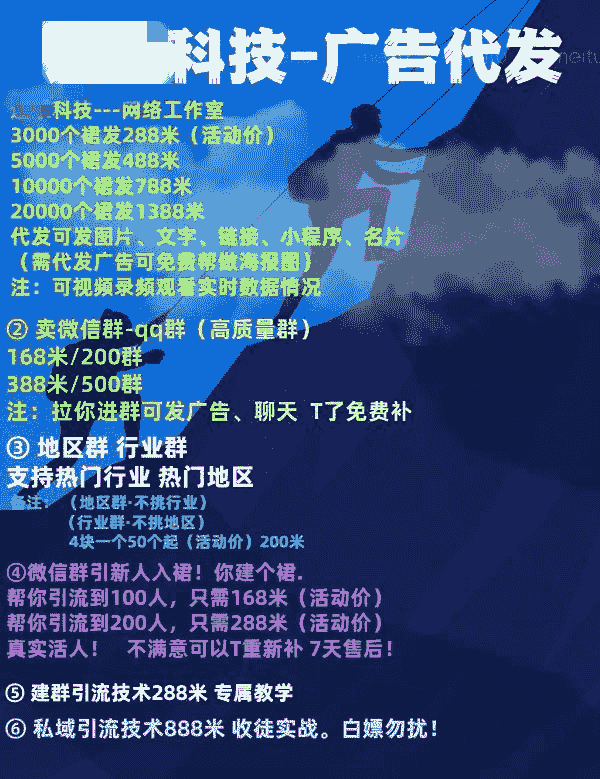 科技-广告代发
科技---网络工作室
3000个裙发288米（活动价）
5000个裙发488米
10000个裙发788米
20000个裙发1388米
代发可发图片、文字、链接、小程序、名片
（需代发广告可免费帮做海报图）
注：可视频录频观看实时数据情况
② 卖微信群-qq群（高质量群）
168米/200群
388米/500群
注：拉你进群可发广告、聊天 T了免费补
③ 地区群 行业群
支持热门行业 热门地区
备注：（地区群·不挑行业）
（行业群·不挑地区）
4块一个50个起（活动价）200米
④微信群引新人入裙！你建个裙.
帮你引流到100人，只需168米（活动价）
帮你引流到200人，只需288米（活动价）
真实活人！ 不满意可以T重新补 7天售后！
⑤ 建群引流技术288米 专属教学
⑥ 私域引流技术888米 收徒实战。白嫖勿扰！